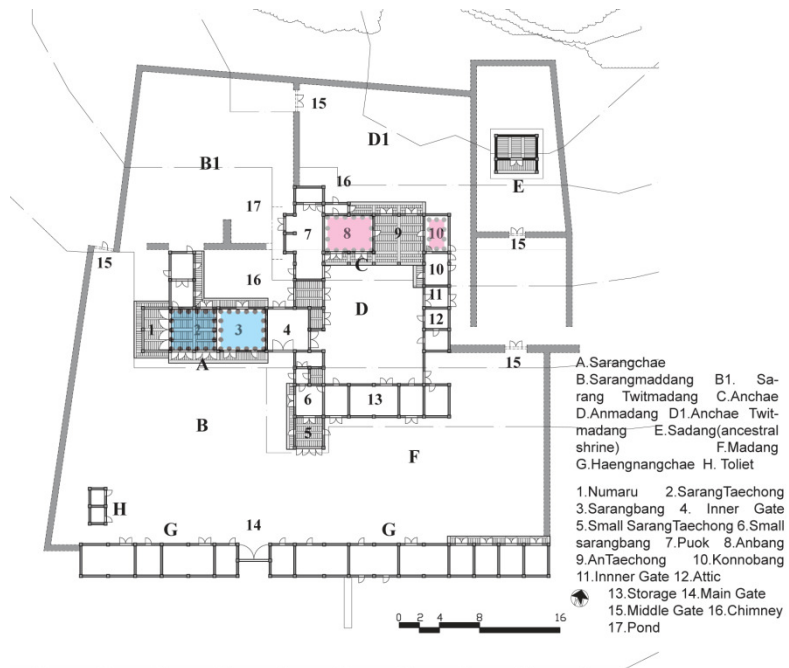 15
D1
B1
16
E
17
7
8
9
10
15
C
15
16
10
11
D
12
1
2
3
4
A
15
6
13
B
5
F
H
G
14
G
0 2 4 8 16
A.Sarangchae
B.Sarangmaddang B1. Sa-
rang Twitmadang C.Anchae
D.Anmadang D1.Anchae Twit-
madang E.Sadang(ancestral
shrine) F.Madang
G.Haengnangchae H. Toliet
1.Numaru 2.SarangTaechong
3.Sarangbang 4. Inner Gate
5.Small SarangTaechong 6.Small
sarangbang 7.Puok 8.Anbang
9.AnTaechong 10.Konnobang
11.Innner Gate 12.Attic
13.Storage 14.Main Gate
15.Middle Gate 16.Chimney
17.Pond